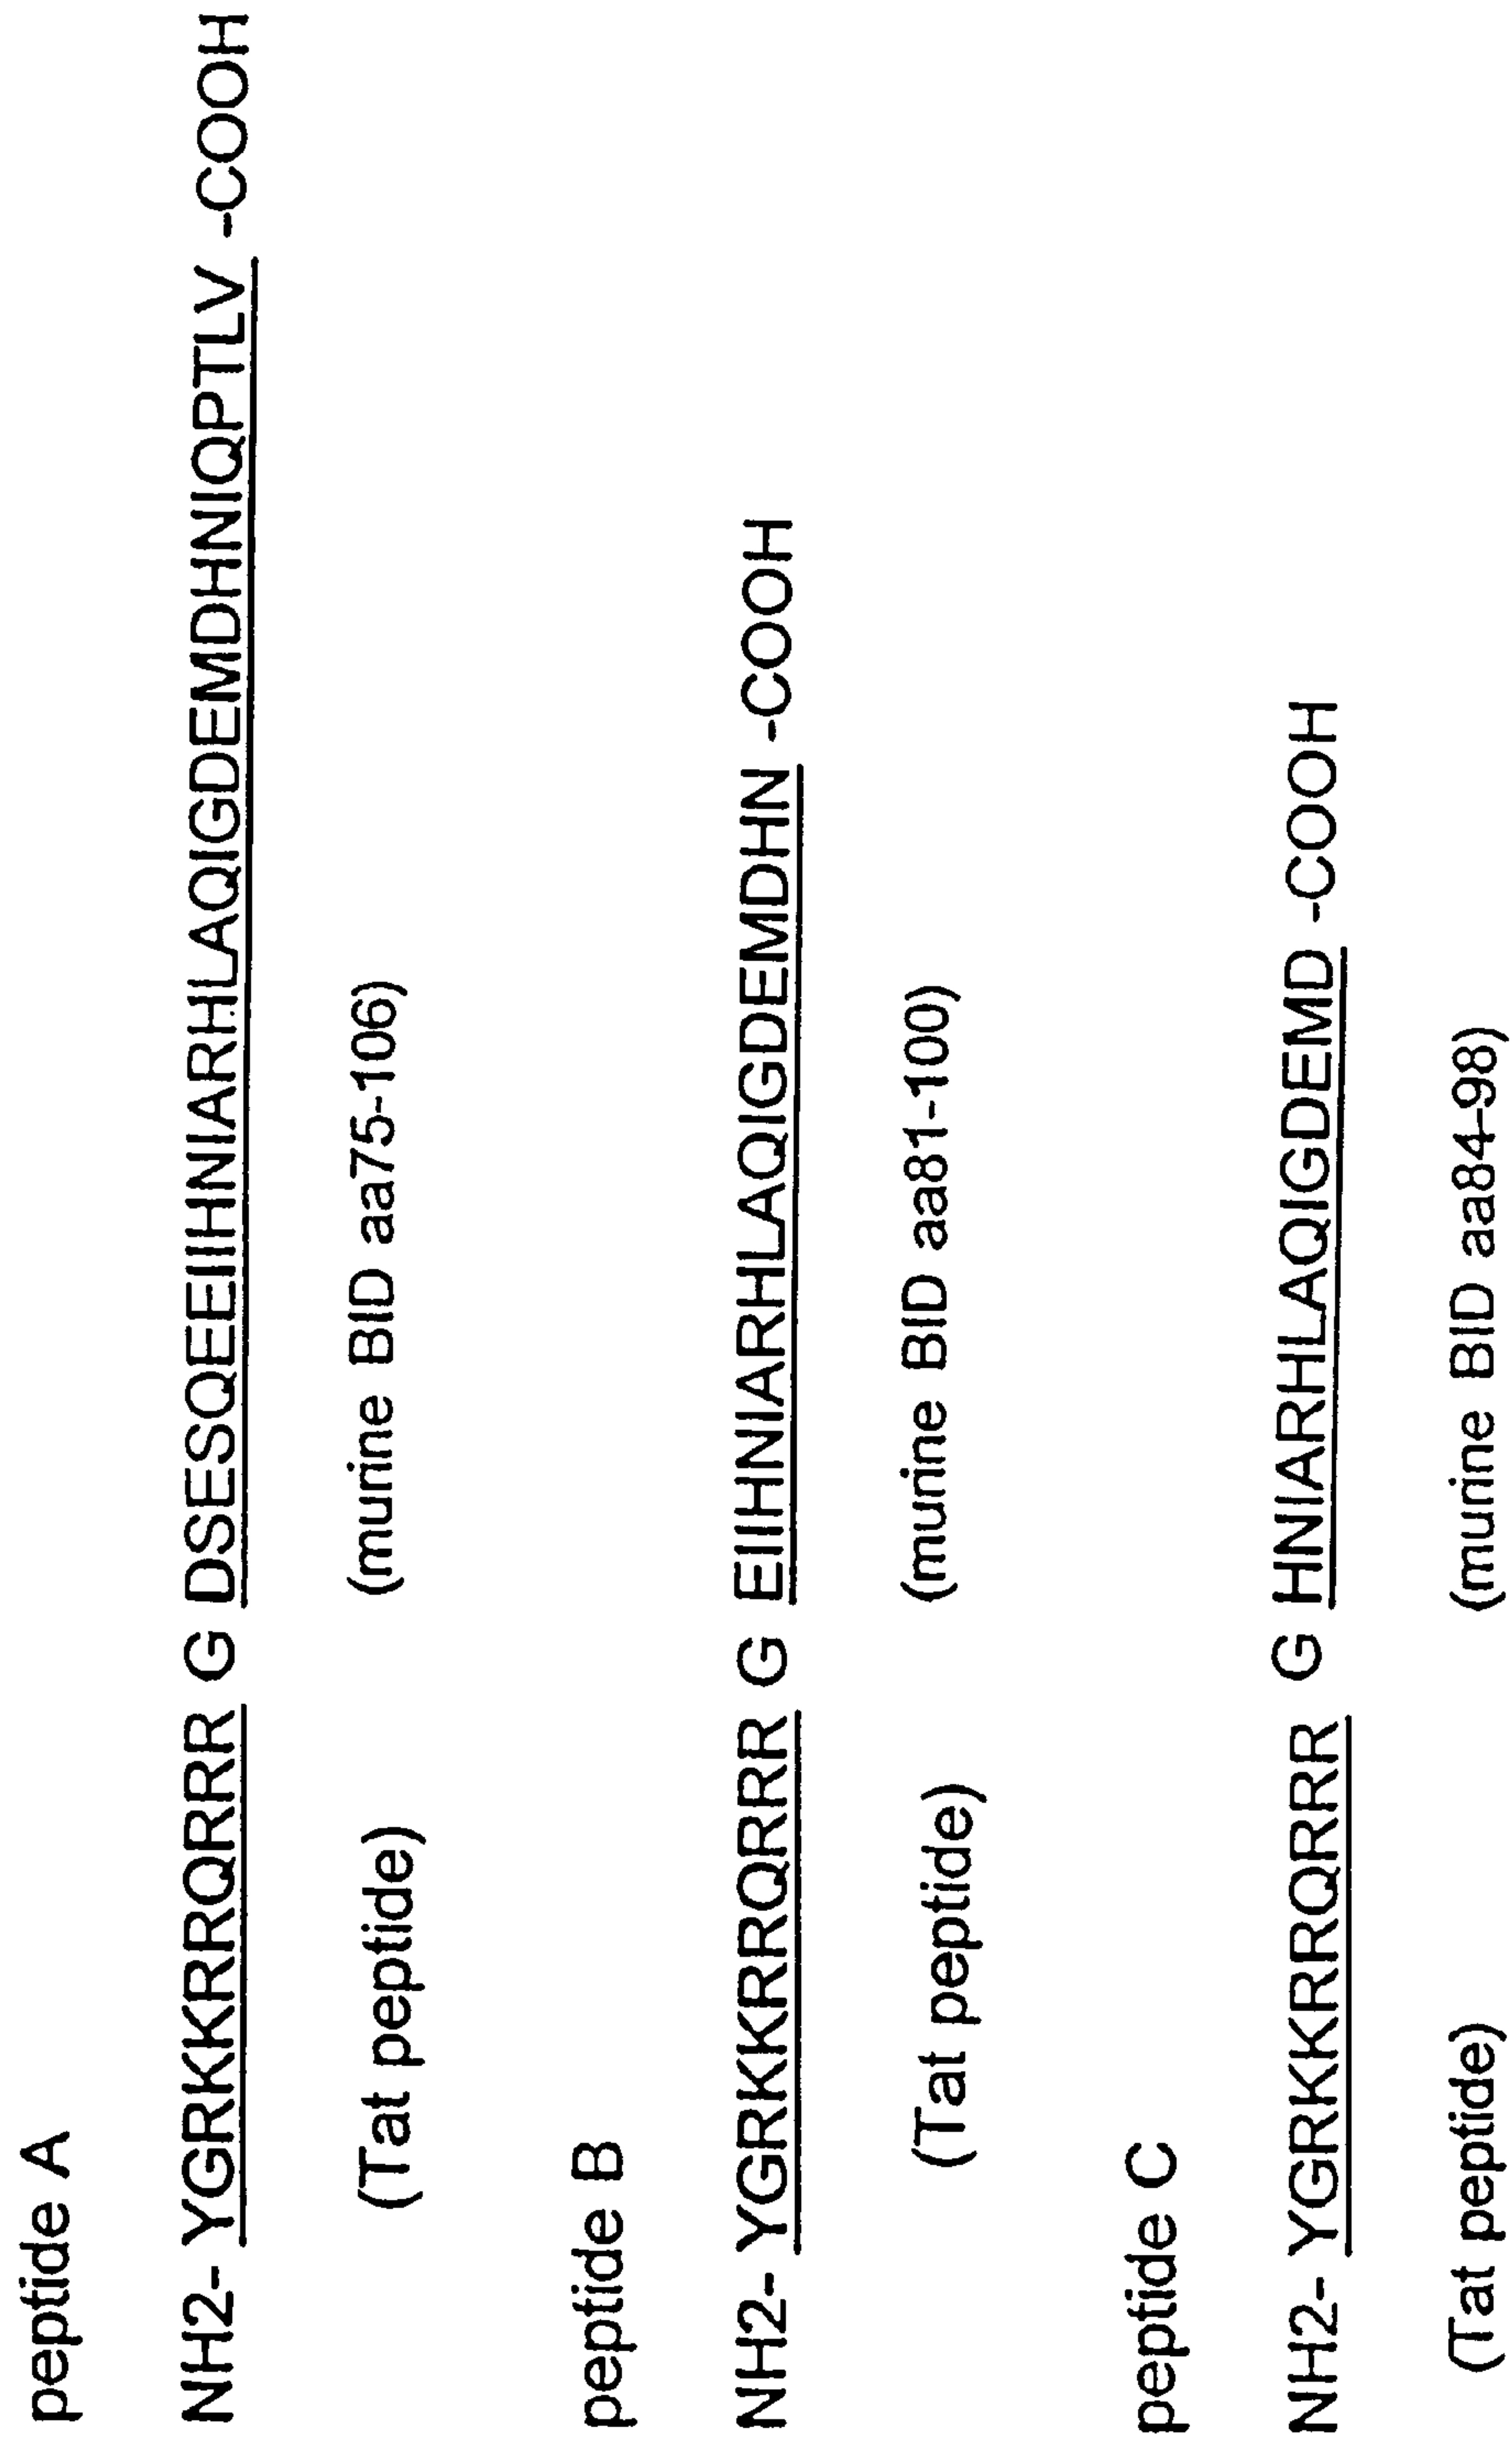 peptide A
NH2- YGRKKRRQRRR G DSESQEEIIHNIARHLAQIGDEMDHNIQPTLV -COOH
(Tat peptide) (murine BID aa75-106)
peptide B
NH2- YGRKKRRQRRR G EIIHNIARHLAQIGDEMDHN -COOH
(Tat peptide) (murine BID aa81-100)
peptide C
NH2- YGRKKRRQRRR G HNIARHLAQIGDEMD -COOH
(Tat peptide) (murine BID aa84-98)